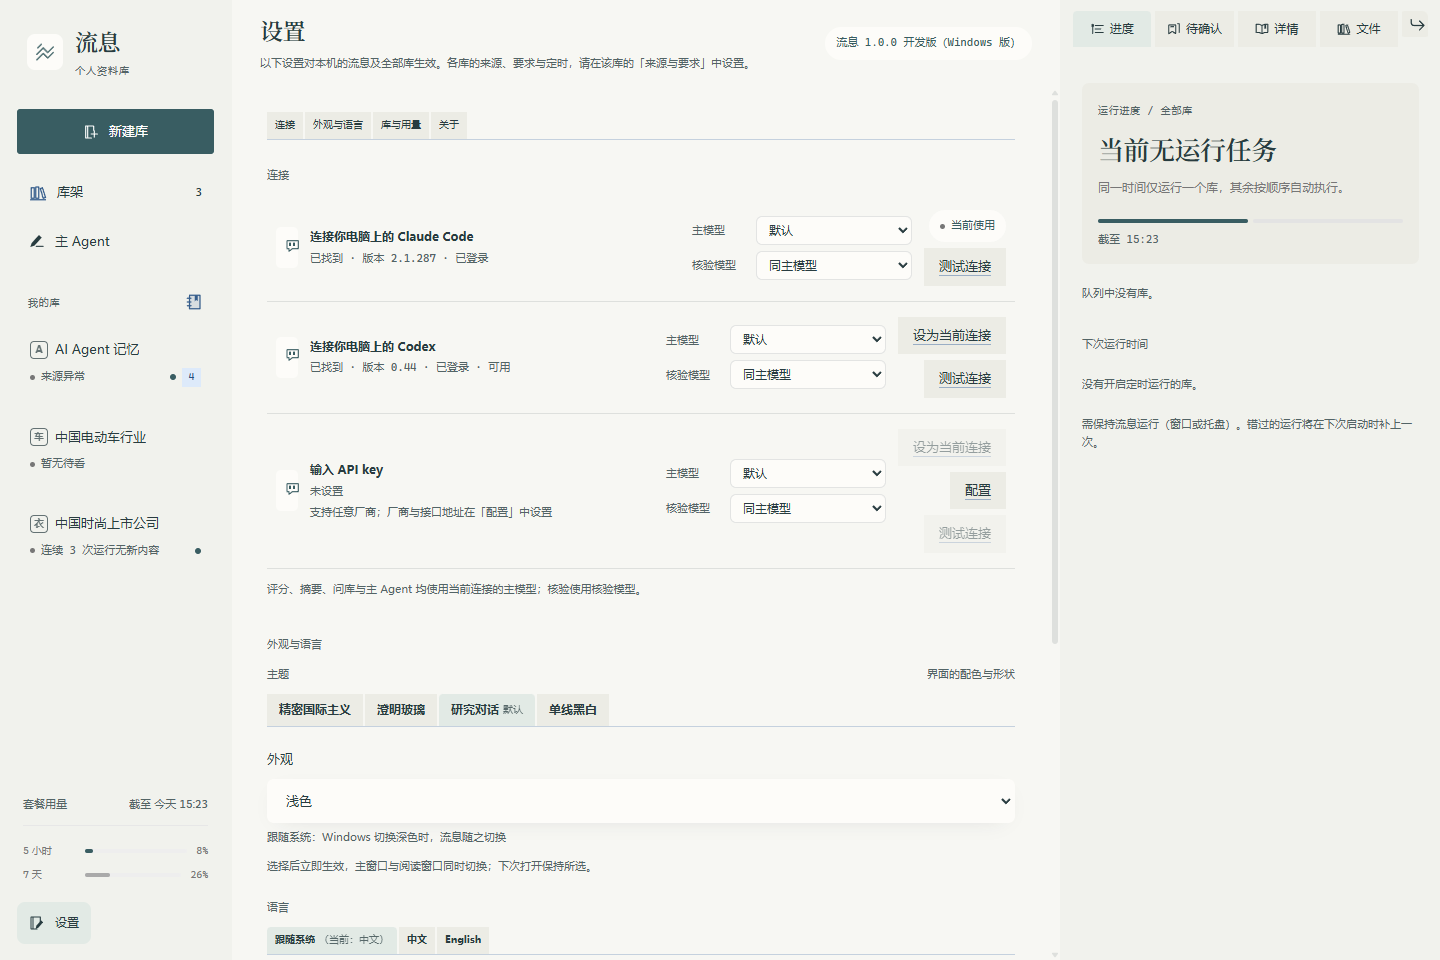 流息
个人资料库
新建库
库架 3
主 Agent
我的库
A AI Agent 记忆
来源异常 4
车 中国电动车行业
暂无待看
衣 中国时尚上市公司
连续 3 次运行无新内容
套餐用量 截至 今天 15:23
5 小时 8%
7 天 26%
设置
设置
以下设置对本机的流息及全部库生效。各库的来源、要求与定时，请在该库的「来源与要求」中设置。
流息 1.0.0 开发版 (Windows 版)
连接 外观与语言 库与用量 关于
连接
连接你电脑上的 Claude Code
已找到 · 版本 2.1.287 · 已登录
主模型 默认 当前使用
核验模型 同主模型 测试连接
连接你电脑上的 Codex
已找到 · 版本 0.44 · 已登录 · 可用
主模型 默认 设为当前连接
核验模型 同主模型 测试连接
输入 API key
未设置
支持任意厂商；厂商与接口地址在「配置」中设置
主模型 默认 设为当前连接
配置
核验模型 同主模型 测试连接
评分、摘要、问库与主 Agent 均使用当前连接的主模型；核验使用核验模型。
外观与语言
主题 界面的配色与形状
精密国际主义 澄明玻璃 研究对话 默认 单线黑白
外观
浅色
跟随系统：Windows 切换深色时，流息随之切换
选择后立即生效，主窗口与阅读窗口同时切换；下次打开保持所选。
语言
跟随系统 （当前：中文） 中文 English
进度 待确认 详情 文件
运行进度 / 全部库
当前无运行任务
同一时间仅运行一个库，其余按顺序自动执行。
截至 15:23
队列中没有库。
下次运行时间
没有开启定时运行的库。
需保持流息运行（窗口或托盘）。错过的运行将在下次启动时补上一
次。